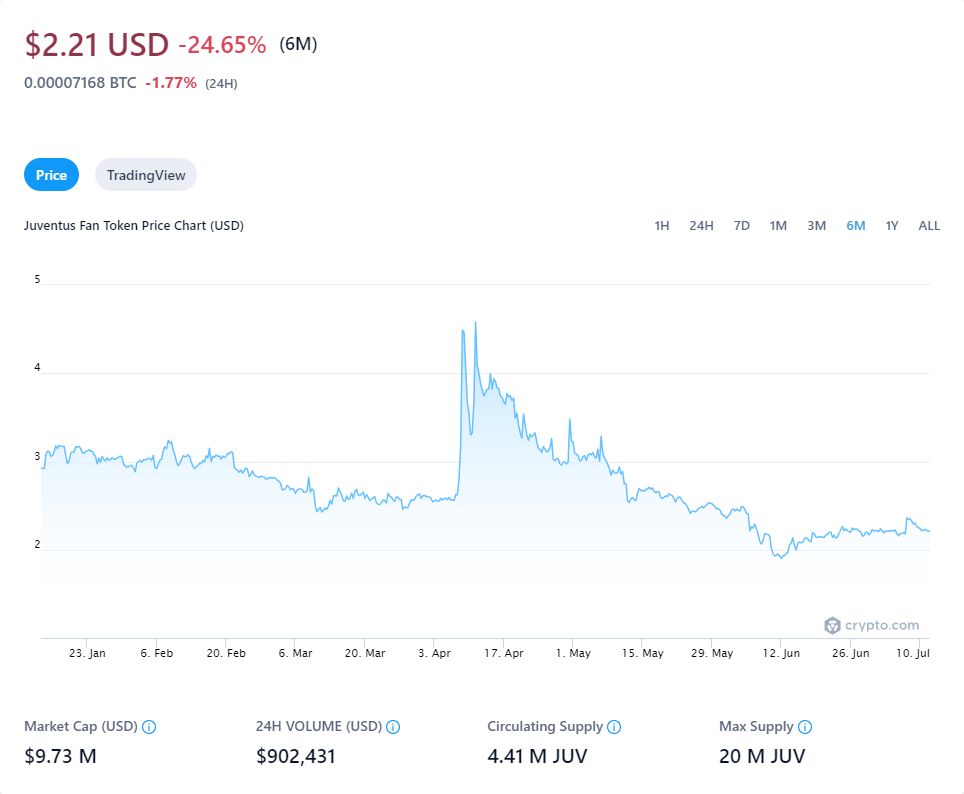 $2.21 USD -24.65% (6M)
0.00007168 BTC -1.77% (24H)
Price TradingView
Juventus Fan Token Price Chart (USD) 1H 24H 7D 1M 3M 6M 1Y ALL
5
4
3
2
crypto.com
23. Jan 6. Feb 20. Feb 6. Mar 20. Mar 3. Apr 17. Apr 1. May 15. May 29. May 12. Jun 26. Jun 10. Jul
Market Cap (USD) 24H VOLUME (USD) Circulating Supply Max Supply
$9.73 M $902,431 4.41 M JUV 20 M JUV